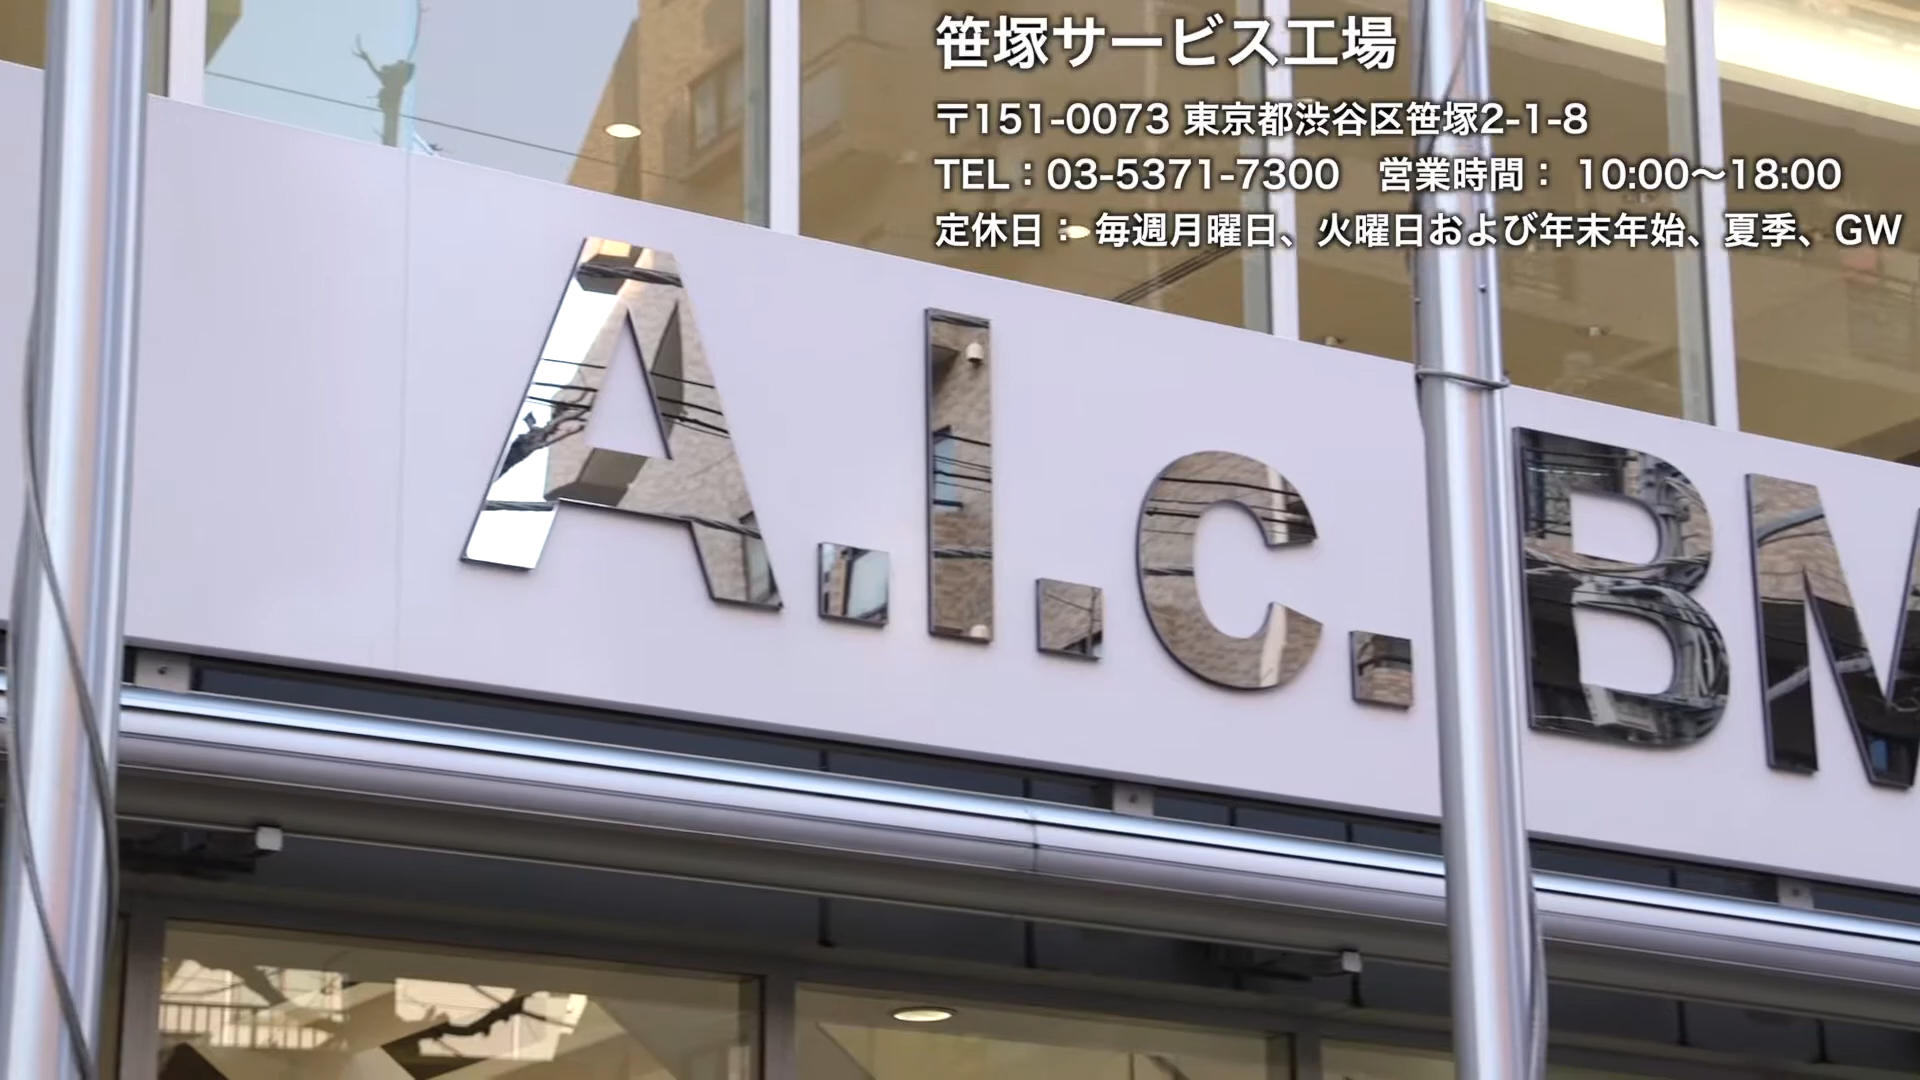 笹塚サービス工場
〒151-0073 東京都渋谷区笹塚2-1-8
TEL：03-5371-7300　営業時間： 10:00〜18:00
定休日： 毎週月曜日、火曜日および年末年始、夏季、GW
A.I.c.BM